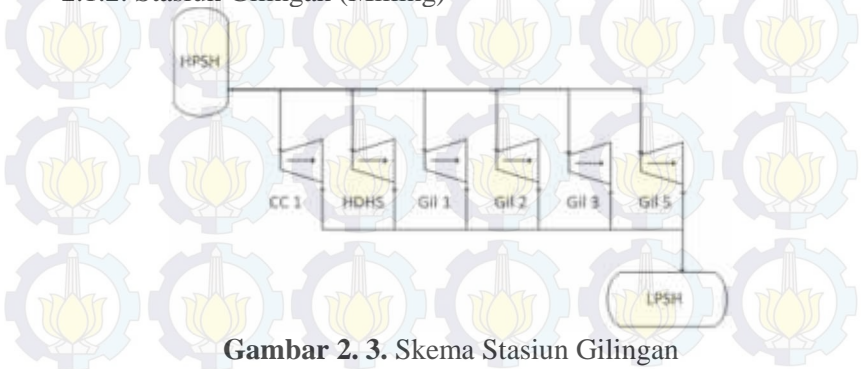 2.1.2. Stasiun Gilingan (Milling)
HPSH
CC 1 HDHS Gil 1 Gil 2 Gil 3 Gil 5
LPSH
Gambar 2. 3. Skema Stasiun Gilingan